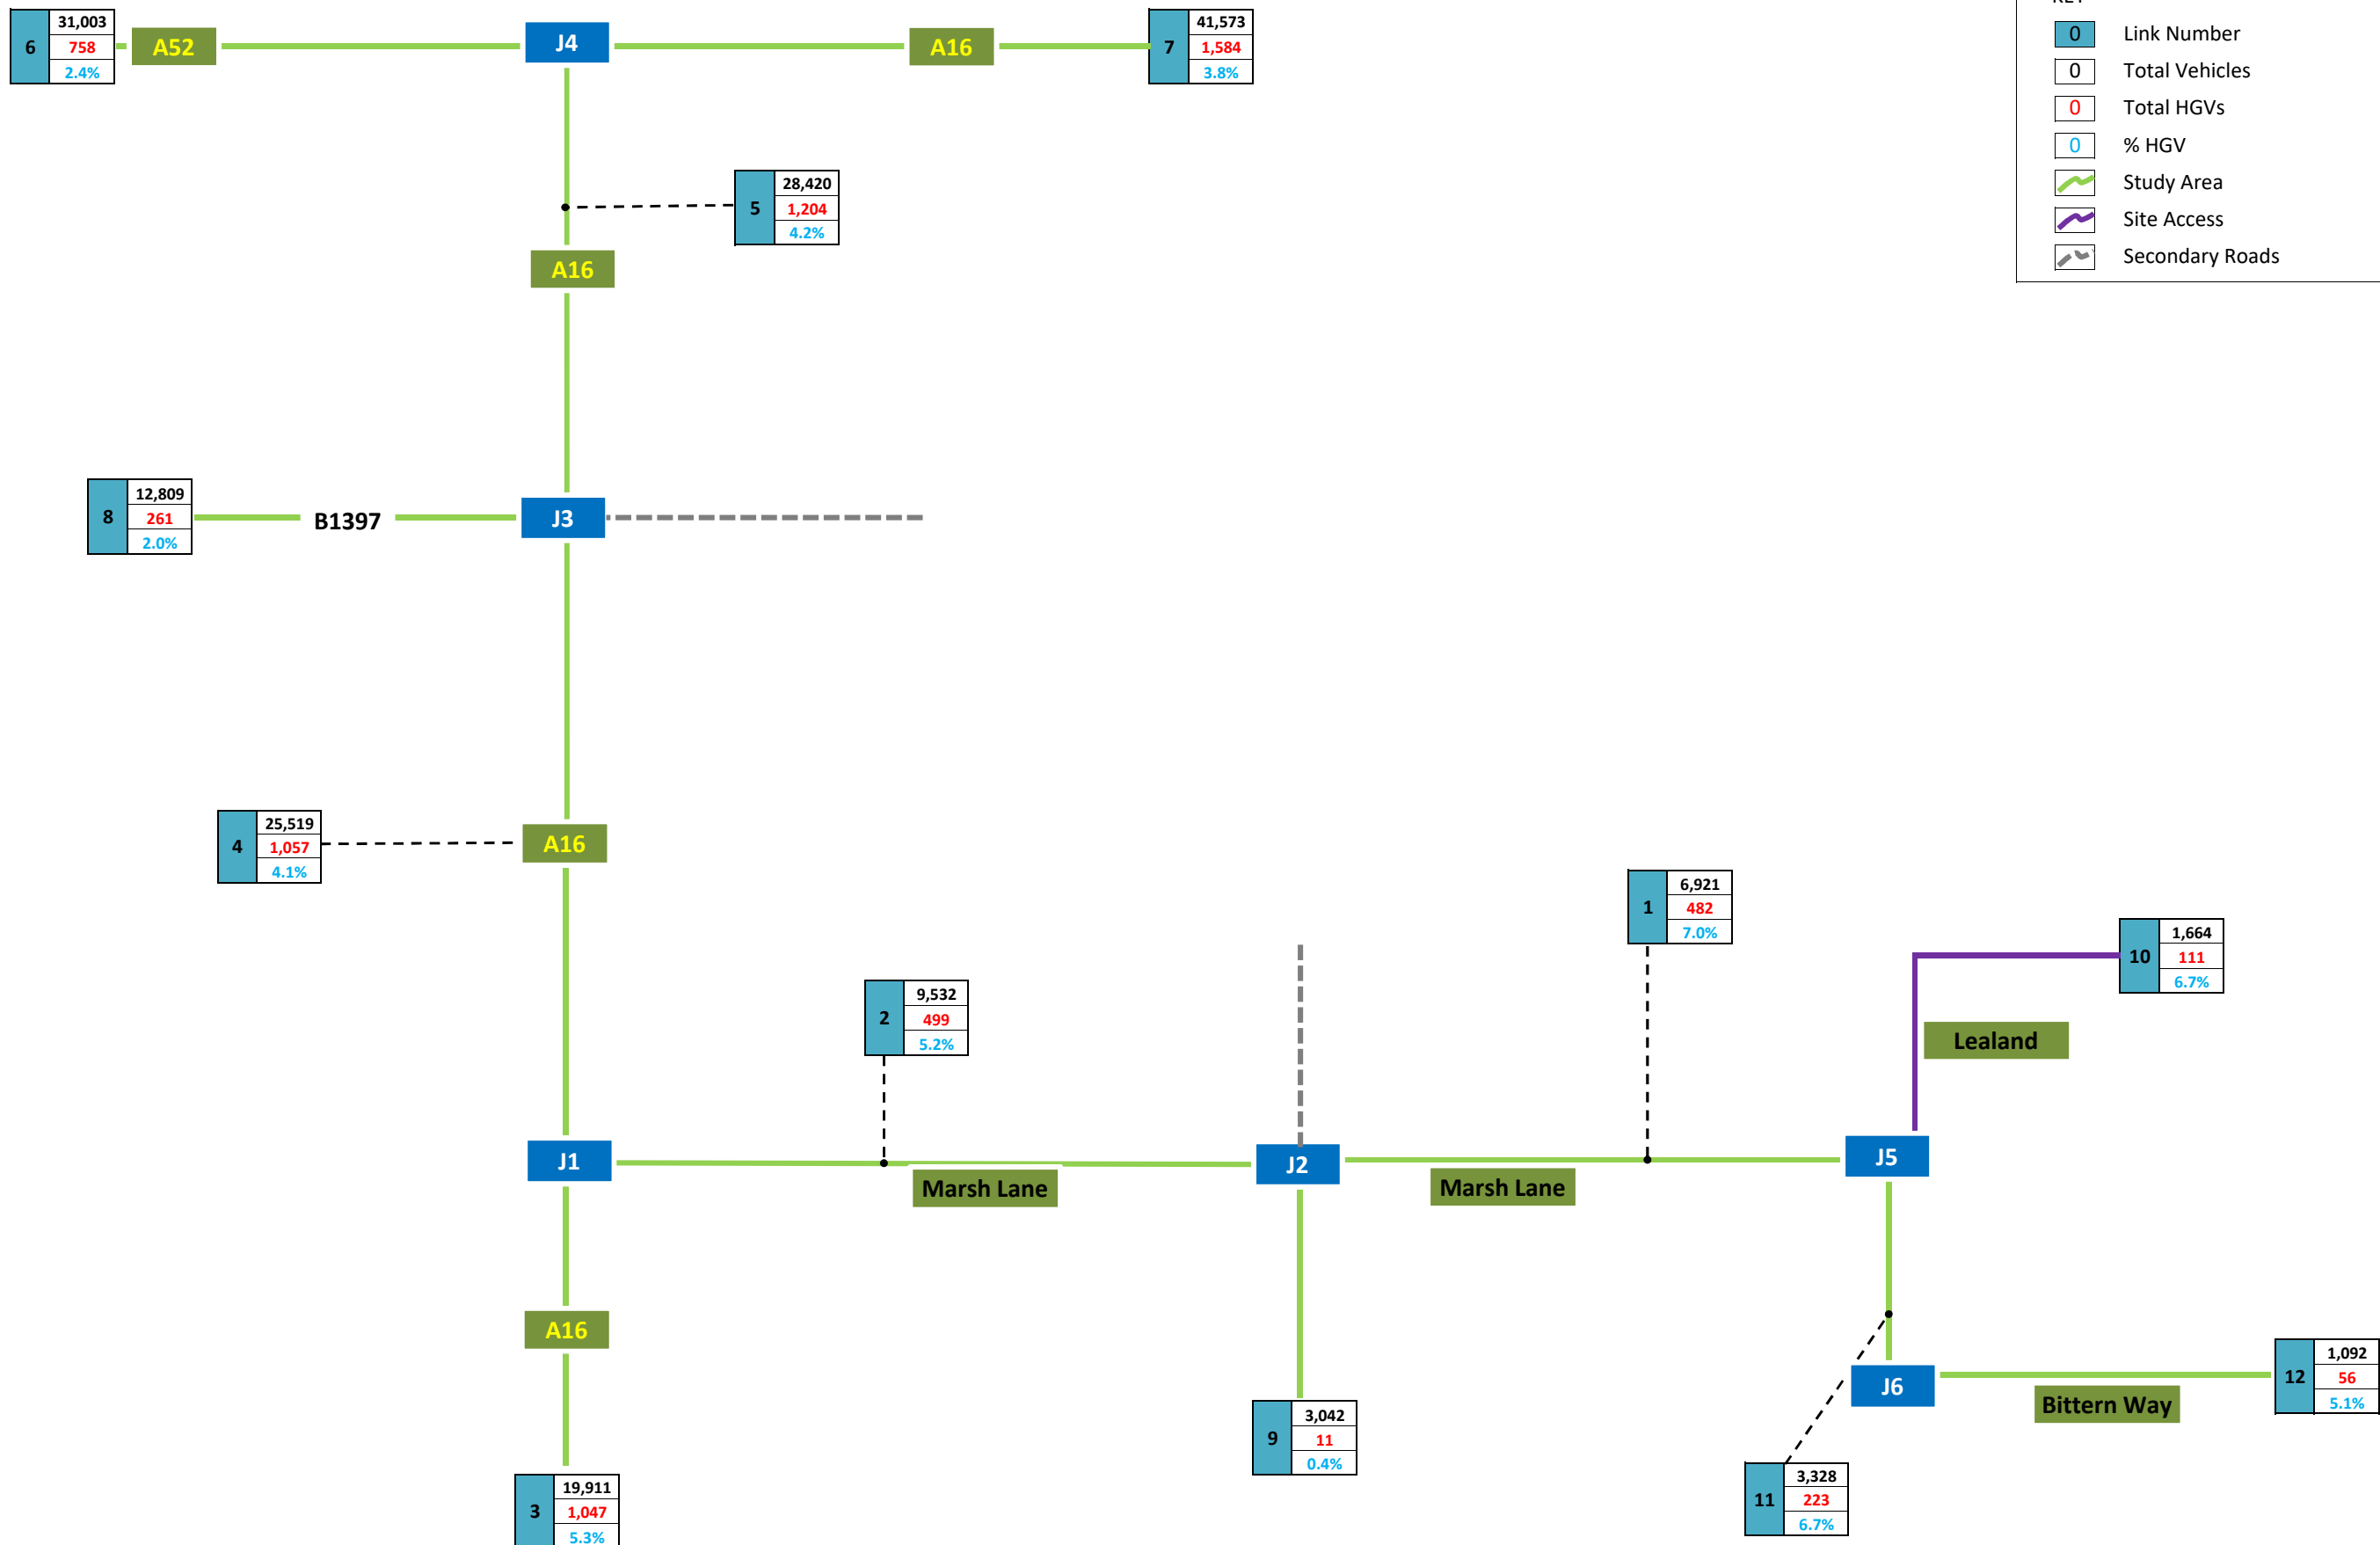 KEY
0 Link Number
0 Total Vehicles
0 Total HGVs
0 % HGV
Study Area
Site Access
Secondary Roads
6
31,003
758
2.4%
A52
J4
A16
7
41,573
1,584
3.8%
5
28,420
1,204
4.2%
A16
8
12,809
261
2.0%
B1397
J3
4
25,519
1,057
4.1%
A16
1
6,921
482
7.0%
10
1,664
111
6.7%
2
9,532
499
5.2%
Lealand
J1
Marsh Lane
J2
Marsh Lane
J5
A16
J6
Bittern Way
12
1,092
56
5.1%
9
3,042
11
0.4%
3
19,911
1,047
5.3%
11
3,328
223
6.7%